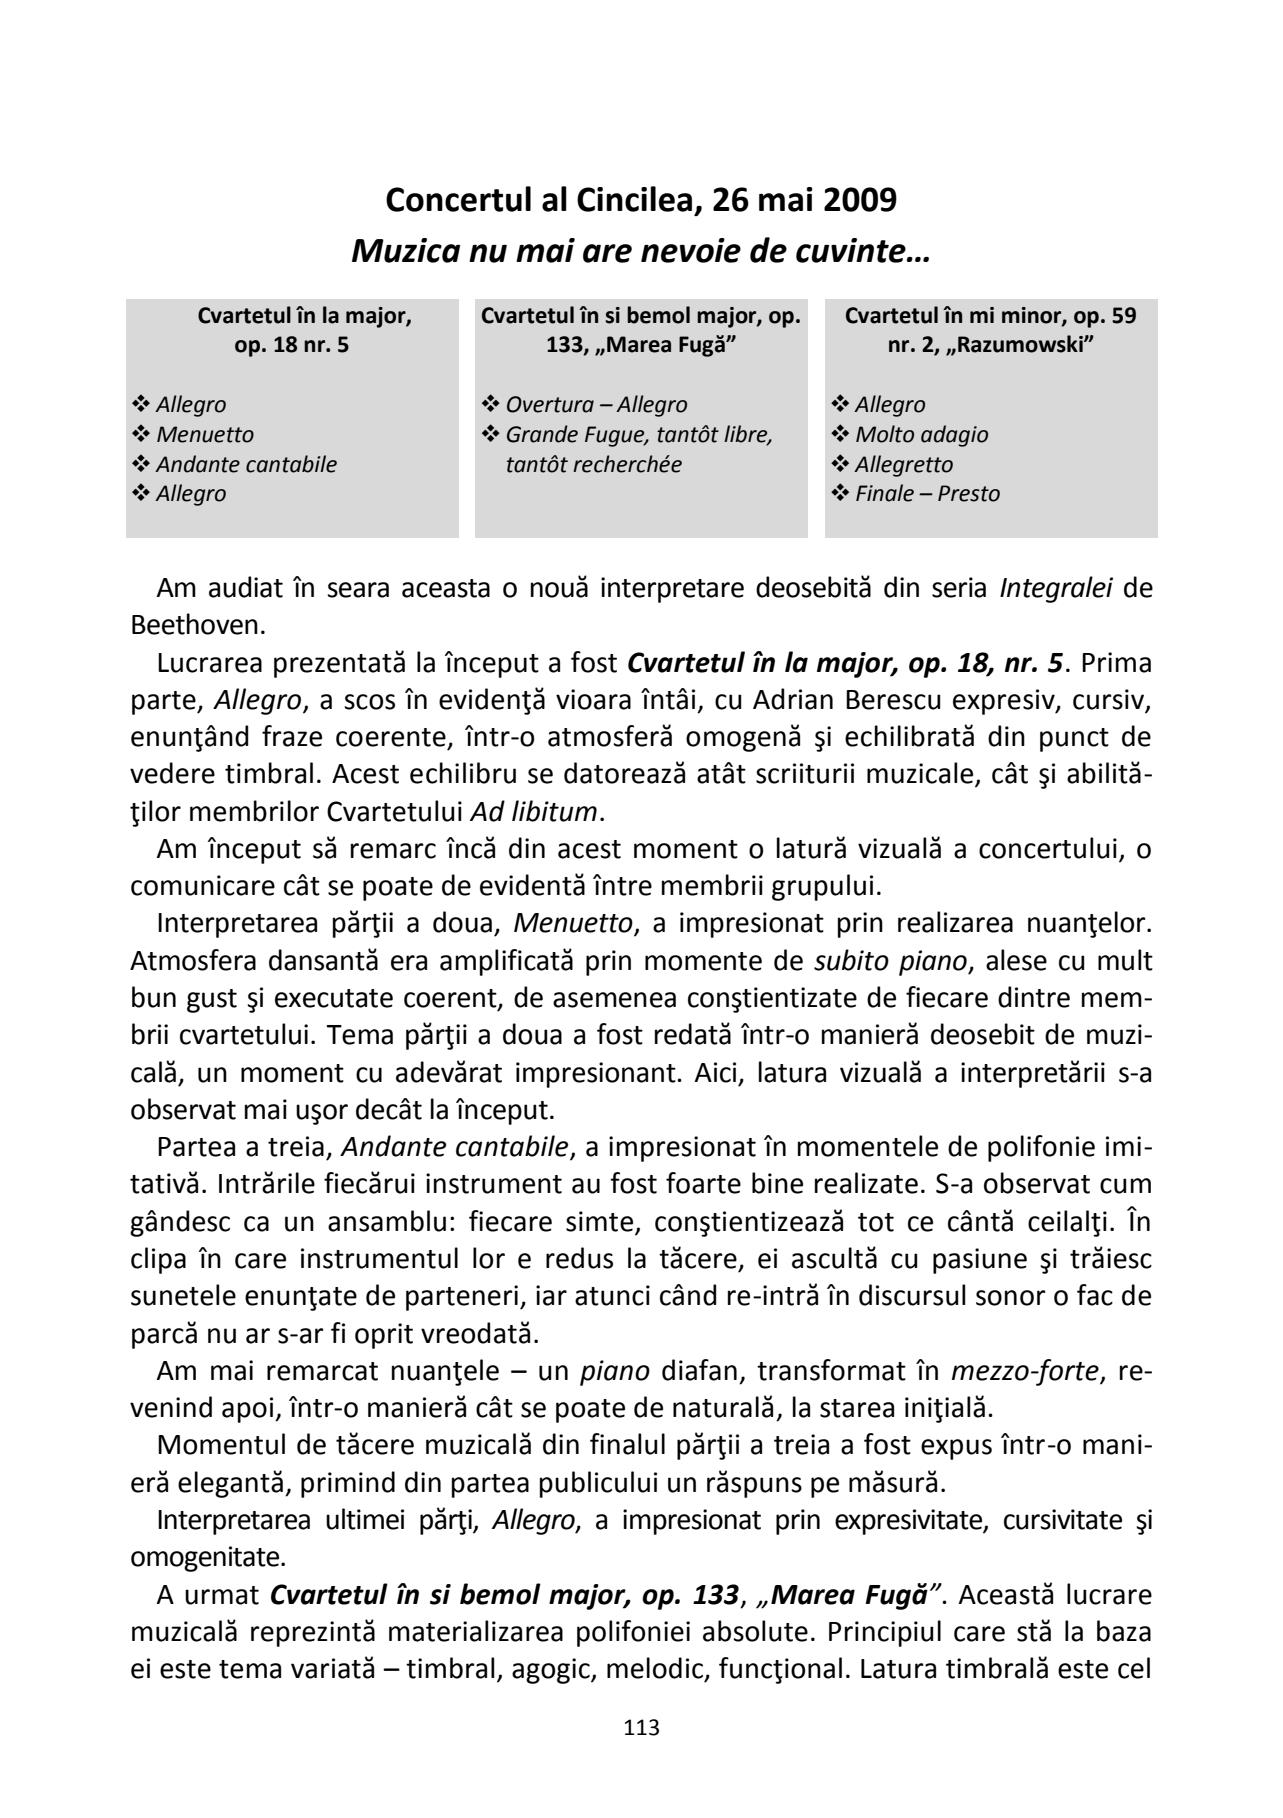 Concertul al Cincilea, 26 mai 2009
Muzica nu mai are nevoie de cuvinte…
Cvartetul în la major,
op. 18 nr. 5
❖ Allegro
❖ Menuetto
❖ Andante cantabile
❖ Allegro
Cvartetul în si bemol major, op.
133, „Marea Fugă”
❖ Overtura – Allegro
❖ Grande Fugue, tantôt libre,
tantôt recherchée
Cvartetul în mi minor, op. 59
nr. 2, „Razumowski”
❖ Allegro
❖ Molto adagio
❖ Allegretto
❖ Finale – Presto
Am audiat în seara aceasta o nouă interpretare deosebită din seria Integralei de
Beethoven.
Lucrarea prezentată la început a fost Cvartetul în la major, op. 18, nr. 5. Prima
parte, Allegro, a scos în evidenţă vioara întâi, cu Adrian Berescu expresiv, cursiv,
enunţând fraze coerente, într-o atmosferă omogenă şi echilibrată din punct de
vedere timbral. Acest echilibru se datorează atât scriiturii muzicale, cât şi abilită-
ţilor membrilor Cvartetului Ad libitum.
Am început să remarc încă din acest moment o latură vizuală a concertului, o
comunicare cât se poate de evidentă între membrii grupului.
Interpretarea părţii a doua, Menuetto, a impresionat prin realizarea nuanţelor.
Atmosfera dansantă era amplificată prin momente de subito piano, alese cu mult
bun gust şi executate coerent, de asemenea conştientizate de fiecare dintre mem-
brii cvartetului. Tema părţii a doua a fost redată într-o manieră deosebit de muzi-
cală, un moment cu adevărat impresionant. Aici, latura vizuală a interpretării s-a
observat mai uşor decât la început.
Partea a treia, Andante cantabile, a impresionat în momentele de polifonie imi-
tativă. Intrările fiecărui instrument au fost foarte bine realizate. S-a observat cum
gândesc ca un ansamblu: fiecare simte, conştientizează tot ce cântă ceilalţi. În
clipa în care instrumentul lor e redus la tăcere, ei ascultă cu pasiune şi trăiesc
sunetele enunţate de parteneri, iar atunci când re-intră în discursul sonor o fac de
parcă nu ar s-ar fi oprit vreodată.
Am mai remarcat nuanţele – un piano diafan, transformat în mezzo-forte, re-
venind apoi, într-o manieră cât se poate de naturală, la starea iniţială.
Momentul de tăcere muzicală din finalul părţii a treia a fost expus într-o mani-
eră elegantă, primind din partea publicului un răspuns pe măsură.
Interpretarea ultimei părţi, Allegro, a impresionat prin expresivitate, cursivitate şi
omogenitate.
A urmat Cvartetul în si bemol major, op. 133, „Marea Fugă”. Această lucrare
muzicală reprezintă materializarea polifoniei absolute. Principiul care stă la baza
ei este tema variată – timbral, agogic, melodic, funcţional. Latura timbrală este cel
113